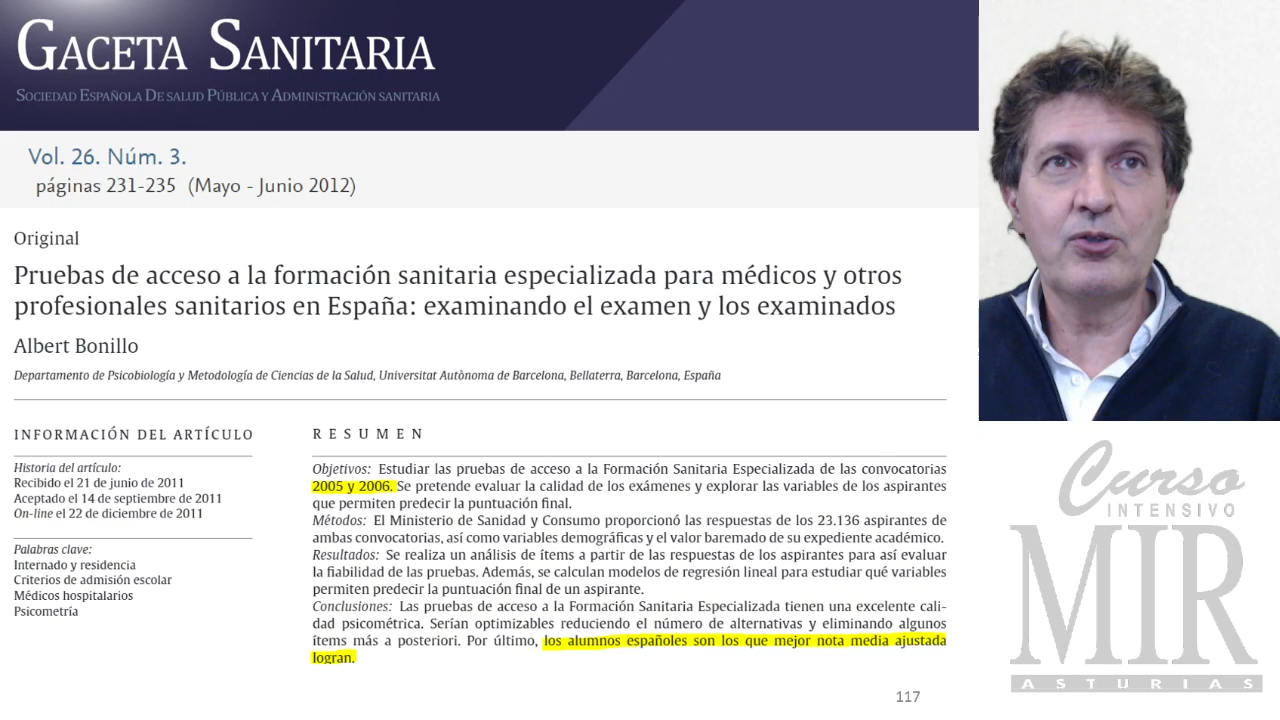 GACETA SANITARIA
SOCIEDAD ESPAÑOLA DE SALUD PÚBLICA Y ADMINISTRACIÓN SANITARIA
Vol. 26. Núm. 3.
páginas 231-235 (Mayo - Junio 2012)
Original
Pruebas de acceso a la formación sanitaria especializada para médicos y otros
profesionales sanitarios en España: examinando el examen y los examinados
Albert Bonillo
Departamento de Psicobiología y Metodología de Ciencias de la Salud, Universitat Autònoma de Barcelona, Bellaterra, Barcelona, España
INFORMACIÓN DEL ARTÍCULO
Historia del artículo:
Recibido el 21 de junio de 2011
Aceptado el 14 de septiembre de 2011
On-line el 22 de diciembre de 2011
Palabras clave:
Internado y residencia
Criterios de admisión escolar
Médicos hospitalarios
Psicometría
RESUMEN
Objetivos: Estudiar las pruebas de acceso a la Formación Sanitaria Especializada de las convocatorias
2005 y 2006. Se pretende evaluar la calidad de los exámenes y explorar las variables de los aspirantes
que permiten predecir la puntuación final.
Métodos: El Ministerio de Sanidad y Consumo proporcionó las respuestas de los 23.136 aspirantes de
ambas convocatorias, así como variables demográficas y el valor baremado de su expediente académico.
Resultados: Se realiza un análisis de ítems a partir de las respuestas de los aspirantes para así evaluar
la fiabilidad de las pruebas. Además, se calculan modelos de regresión lineal para estudiar qué variables
permiten predecir la puntuación final de un aspirante.
Conclusiones: Las pruebas de acceso a la Formación Sanitaria Especializada tienen una excelente cali-
dad psicométrica. Serían optimizables reduciendo el número de alternativas y eliminando algunos
ítems más a posteriori. Por último, los alumnos españoles son los que mejor nota media ajustada
logran.
117
Curso
INTENSIVO
MIR
ASTURIAS